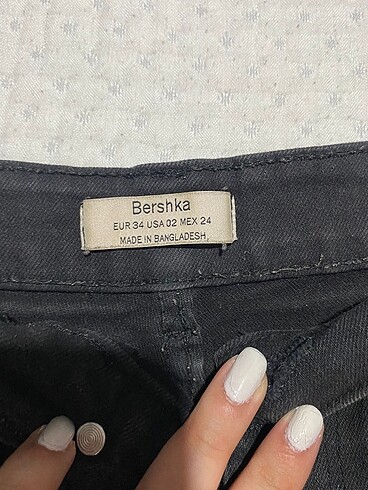 Bershka
EUR 34 USA 02 MEX 24
MADE IN BANGLADESH